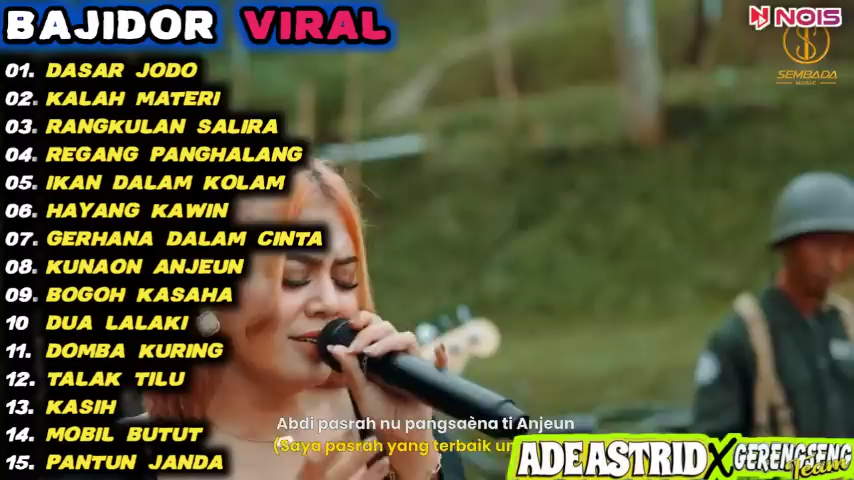 BAJIDOR VIRAL
NOIS
SEMBADA
MUSIC
01. DASAR JODO
02. KALAH MATERI
03. RANGKULAN SALIRA
04. REGANG PANGHALANG
05. IKAN DALAM KOLAM
06. HAYANG KAWIN
07. GERHANA DALAM CINTA
08. KUNAON ANJEUN
09. BOGOH KASAHA
10 DUA LALAKI
11. DOMBA KURING
12. TALAK TILU
13. KASIH
14. MOBIL BUTUT
15. PANTUN JANDA
Abdi pasrah nu pangsaèna ti Anjeun
(Saya pasrah yang terbaik
ADE ASTRID X GERENGSENG
Team